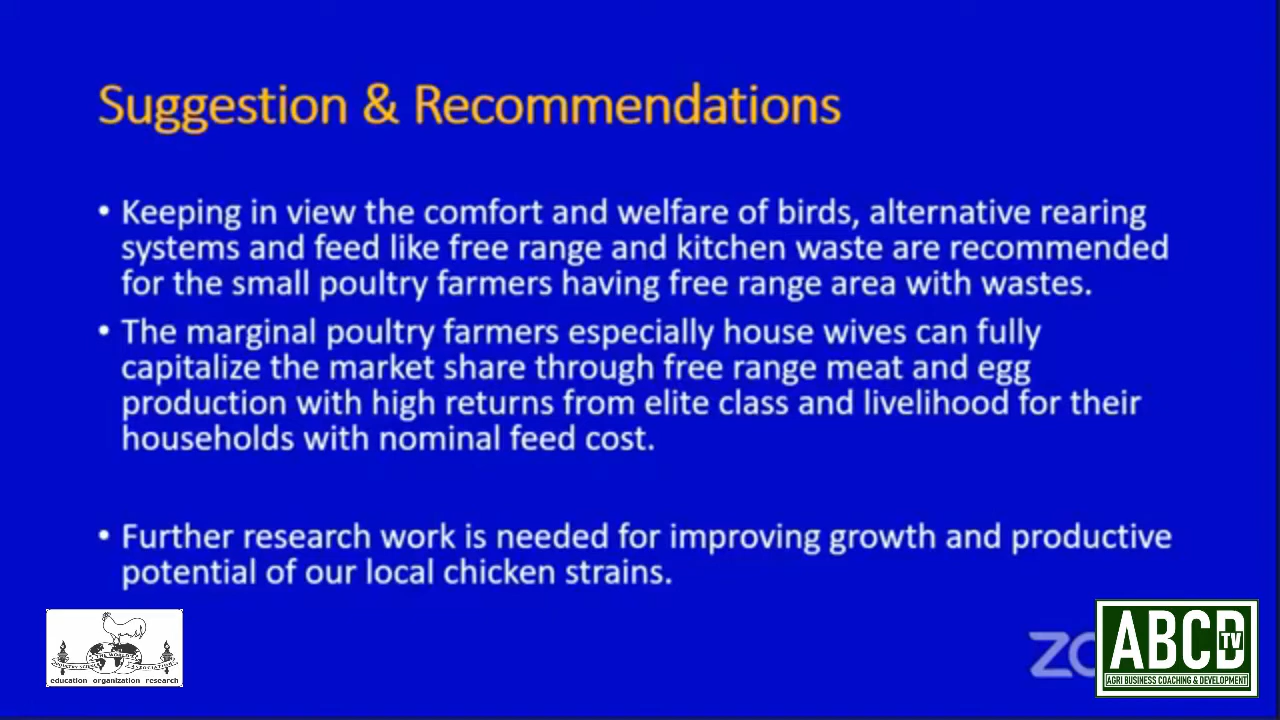 Suggestion & Recommendations
• Keeping in view the comfort and welfare of birds, alternative rearing
systems and feed like free range and kitchen waste are recommended
for the small poultry farmers having free range area with wastes.
• The marginal poultry farmers especially house wives can fully
capitalize the market share through free range meat and egg
production with high returns from elite class and livelihood for their
households with nominal feed cost.
• Further research work is needed for improving growth and productive
potential of our local chicken strains.
education organization research
ABCD TV
AGRI BUSINESS COACHING & DEVELOPMENT